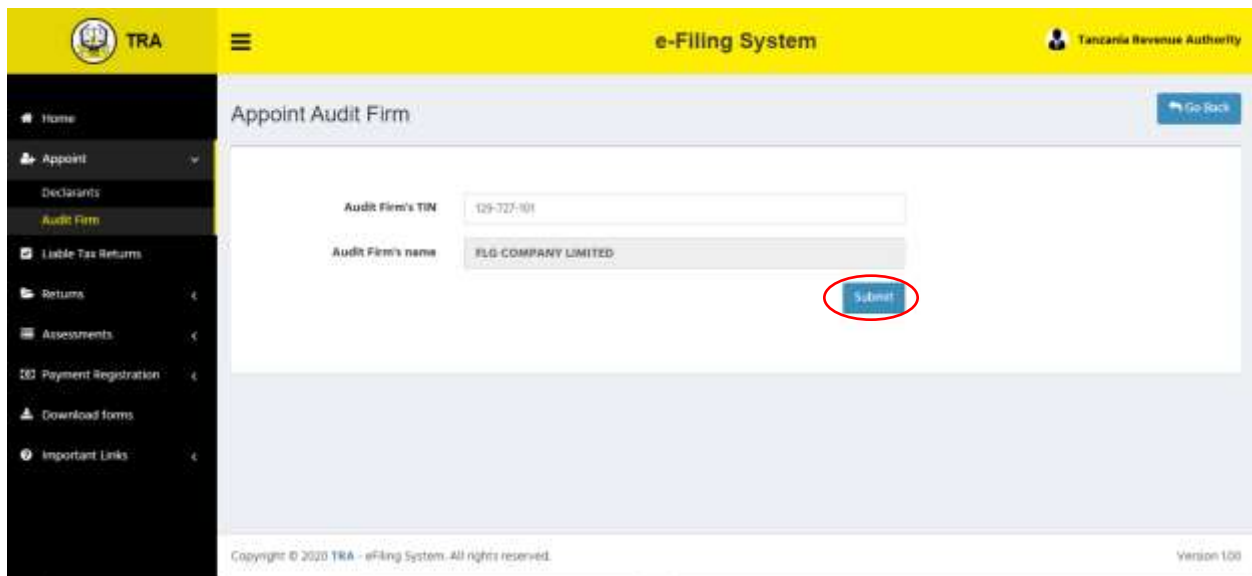 TRA
e-Filing System
Tanzania Revenue Authority
Home
Appoint
Declarants
Audit Firm
Liable Tax Returns
Returns
Assessments
Payment Registration
Download forms
Important Links
Appoint Audit Firm
Go Back
Audit Firm's TIN
129-727-101
Audit Firm's name
FLG COMPANY LIMITED
Submit
Copyright © 2020 TRA - eFiling System. All rights reserved.
Version 1.00